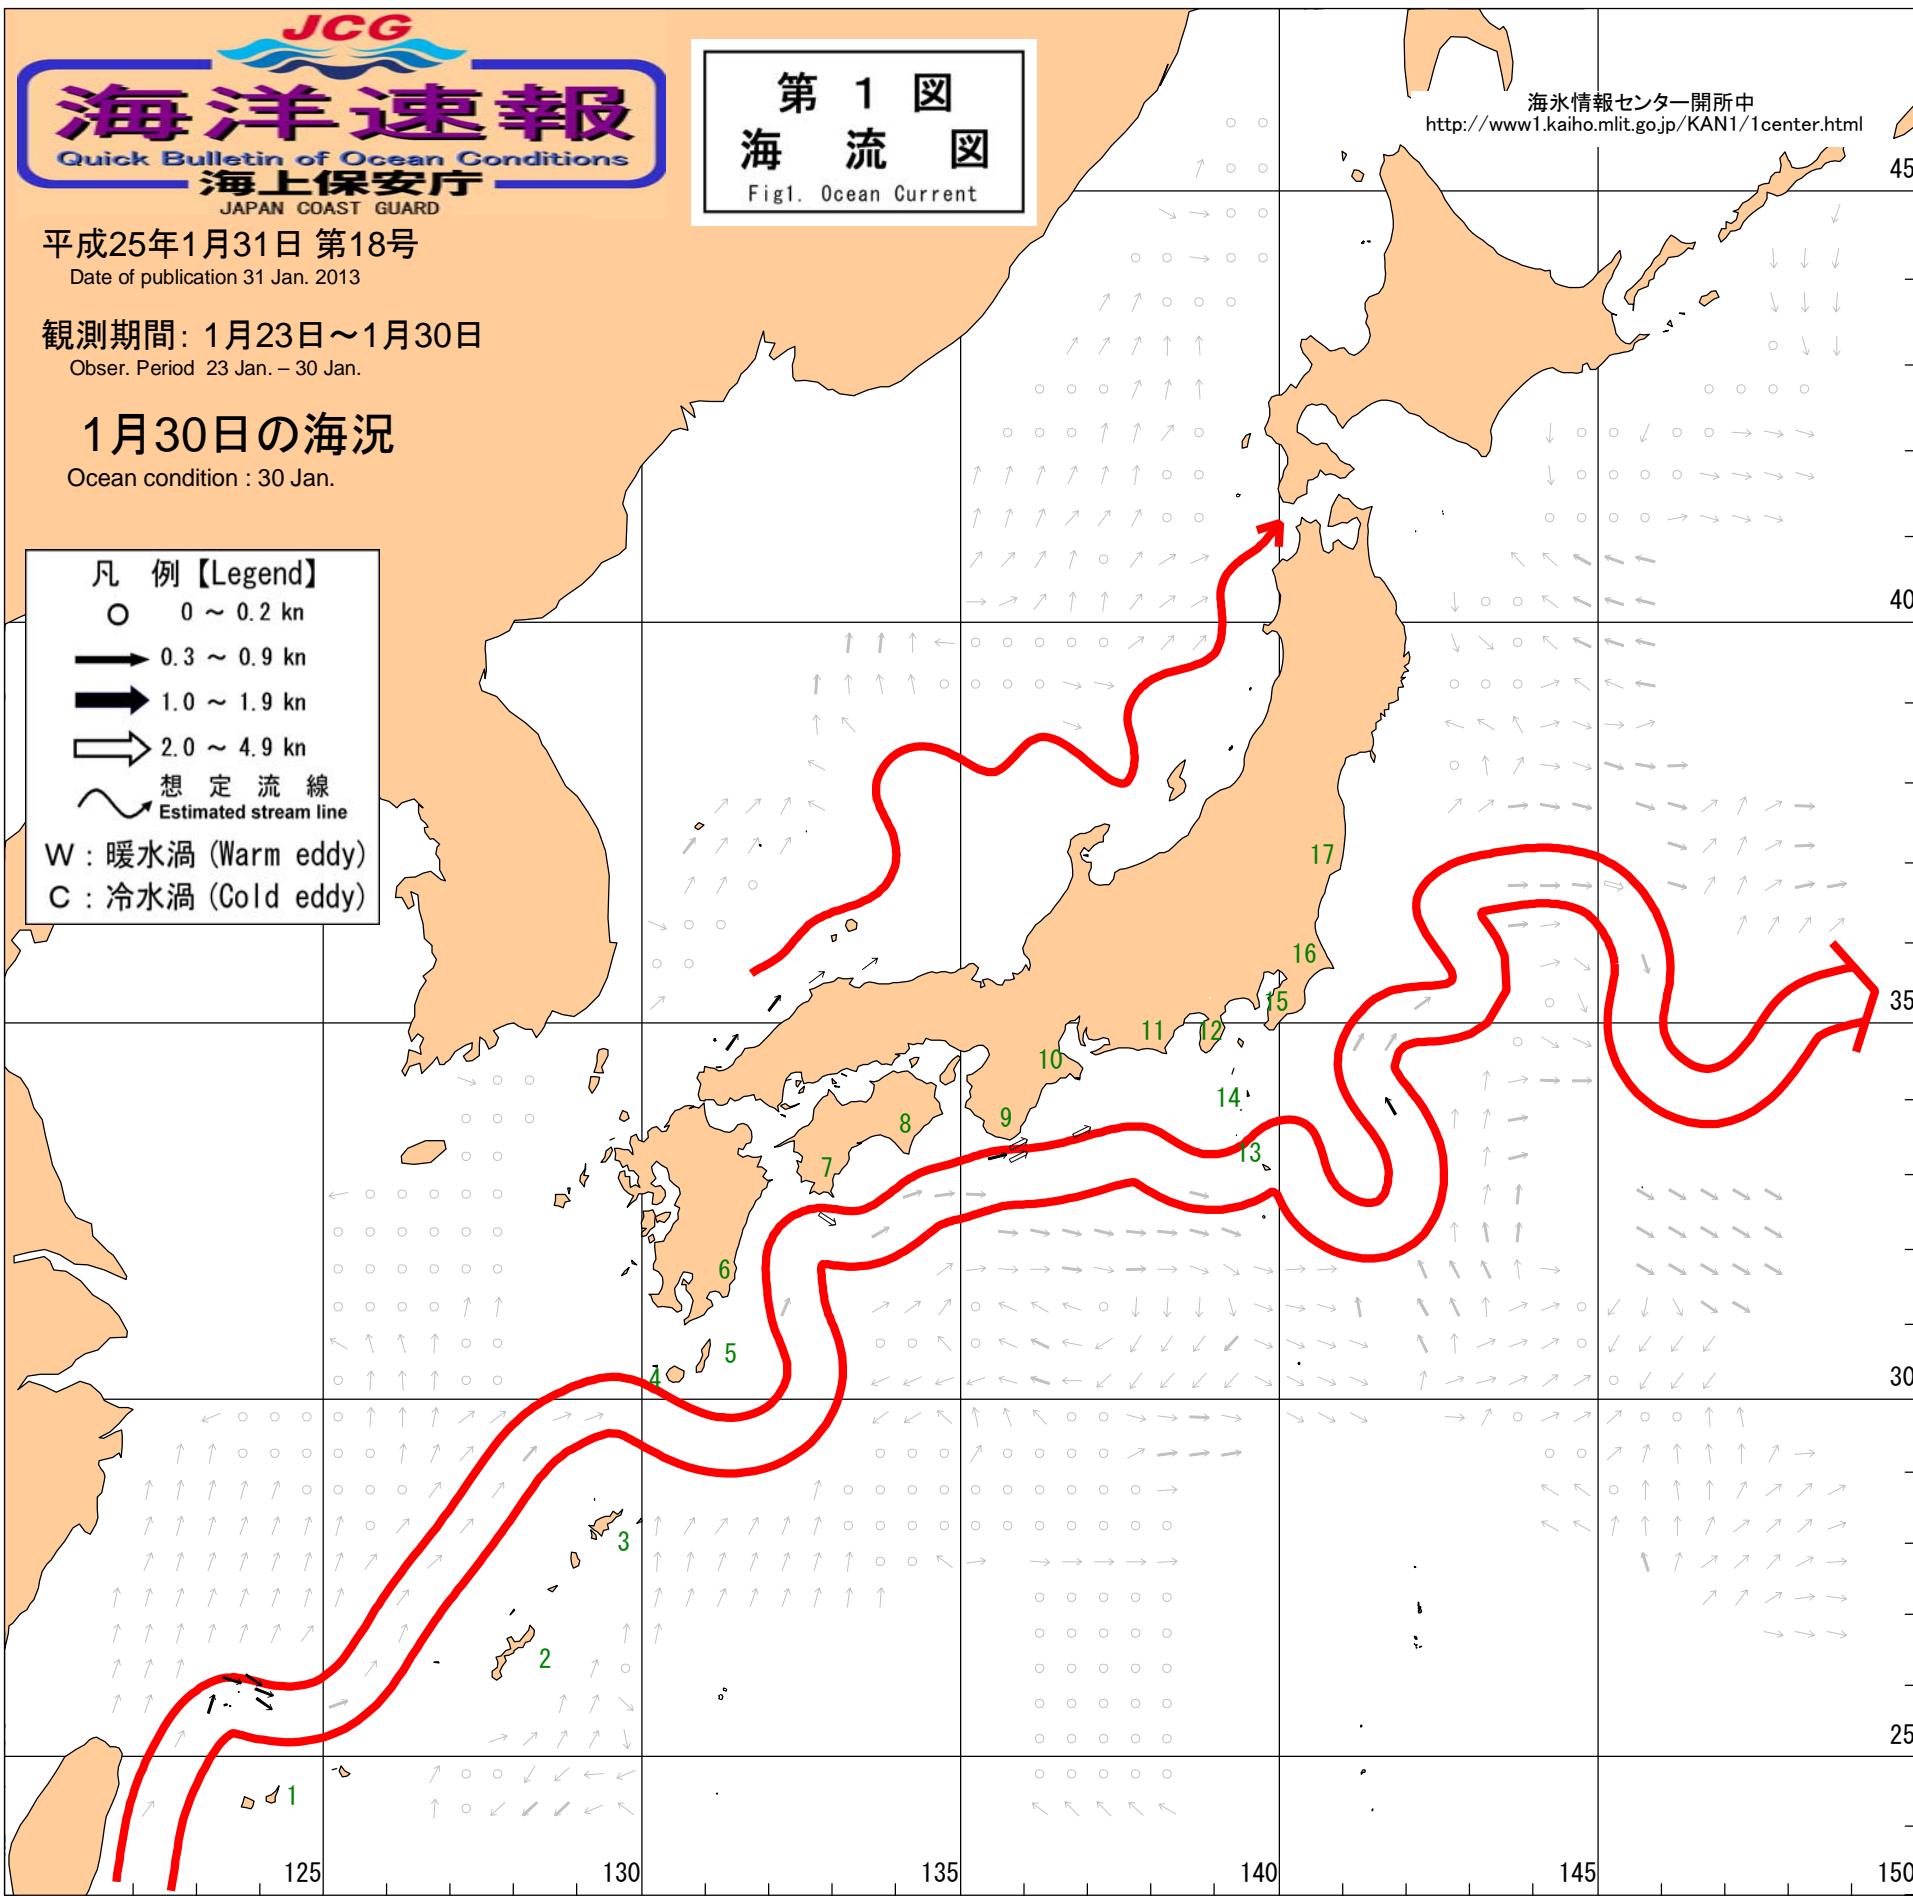 JCG
海洋速報
Quick Bulletin of Ocean Conditions
海上保安庁
JAPAN COAST GUARD
第 1 図
海 流 図
Fig1. Ocean Current
海氷情報センター開所中
http://www1.kaiho.mlit.go.jp/KAN1/1center.html
平成25年1月31日 第18号
Date of publication 31 Jan. 2013
観測期間: 1月23日～1月30日
Obser. Period 23 Jan. – 30 Jan.
1月30日の海況
Ocean condition : 30 Jan.
凡 例【Legend】
0 ～ 0.2 kn
0.3 ～ 0.9 kn
1.0 ～ 1.9 kn
2.0 ～ 4.9 kn
想 定 流 線
Estimated stream line
W : 暖水渦 (Warm eddy)
C : 冷水渦 (Cold eddy)
45
40
35
30
25
17
16
15
14
13
12
11
10
9
8
7
6
5
4
3
2
1
125
130
135
140
145
150